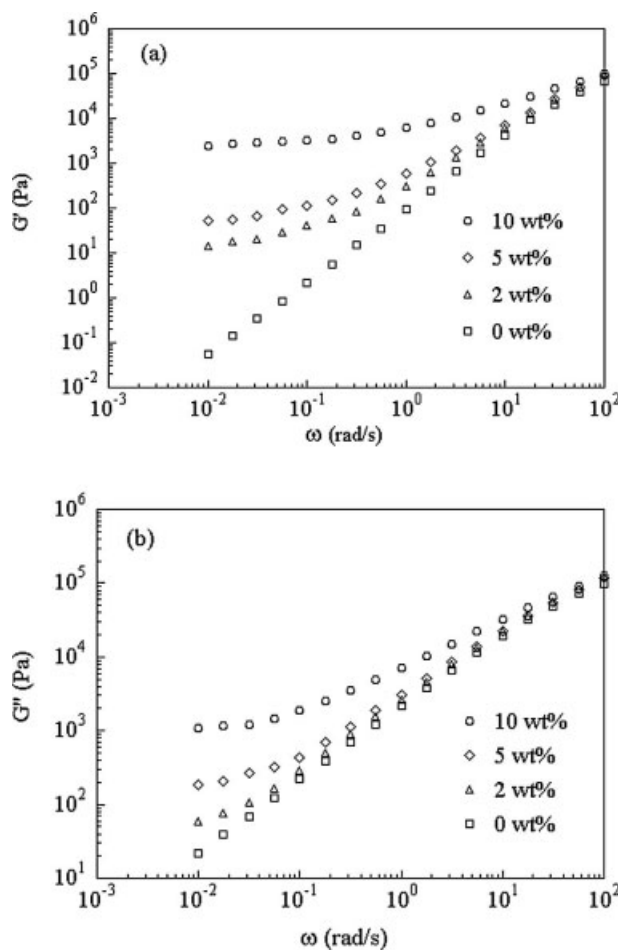 (a)
10⁶
10⁵
10⁴
10³
10²
10¹
10⁰
10⁻¹
10⁻²
G' (Pa)
10 wt%
5 wt%
2 wt%
0 wt%
10⁻³ 10⁻² 10⁻¹ 10⁰ 10¹ 10²
ω (rad/s)
(b)
10⁶
10⁵
10⁴
10³
10²
10¹
G'' (Pa)
10 wt%
5 wt%
2 wt%
0 wt%
10⁻³ 10⁻² 10⁻¹ 10⁰ 10¹ 10²
ω (rad/s)